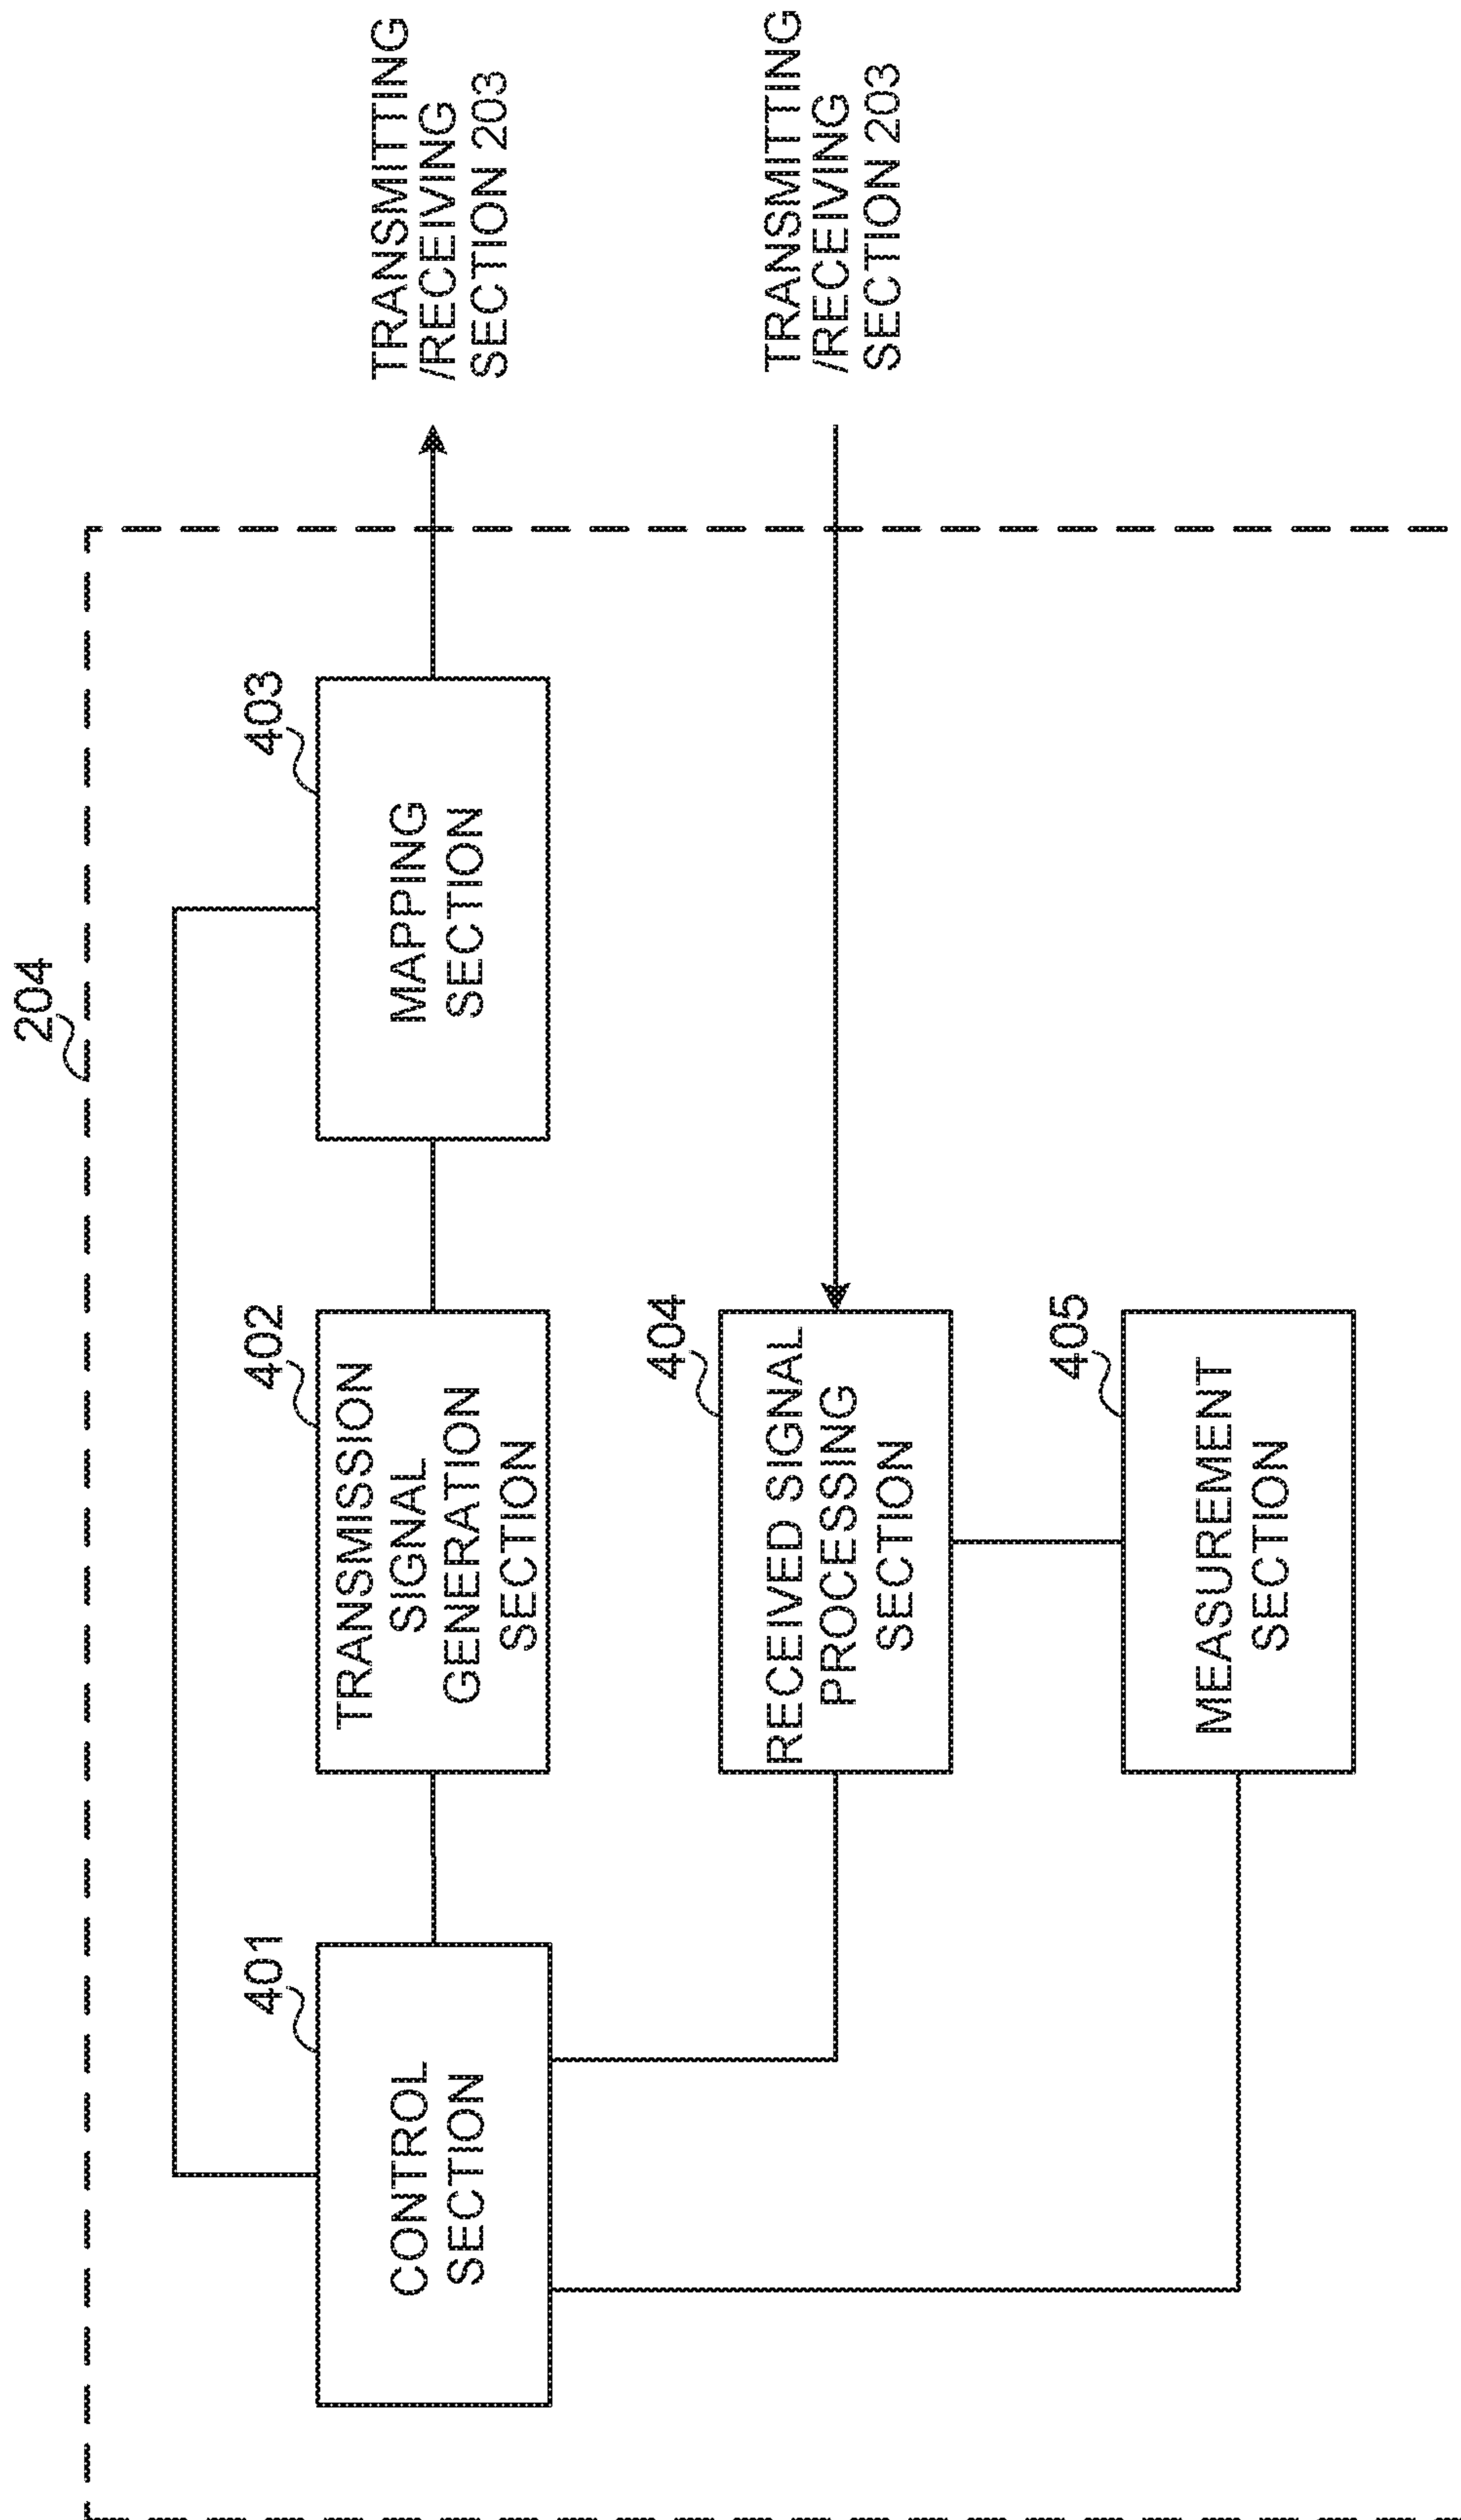 204
401
CONTROL
SECTION
402
TRANSMISSION
SIGNAL
GENERATION
SECTION
403
MAPPING
SECTION
TRANSMITTING
/RECEIVING
SECTION 203
404
RECEIVED SIGNAL
PROCESSING
SECTION
TRANSMITTING
/RECEIVING
SECTION 203
405
MEASUREMENT
SECTION